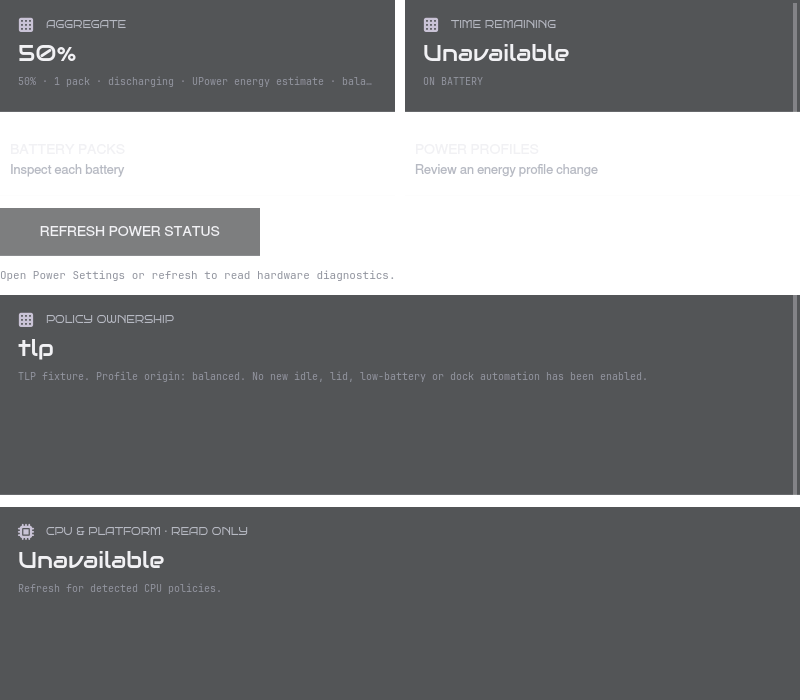 AGGREGATE
50%
50% · 1 pack · discharging · UPower energy estimate · bala…
TIME REMAINING
Unavailable
ON BATTERY
BATTERY PACKS
Inspect each battery
POWER PROFILES
Review an energy profile change
REFRESH POWER STATUS
Open Power Settings or refresh to read hardware diagnostics.
POLICY OWNERSHIP
tlp
TLP fixture. Profile origin: balanced. No new idle, lid, low-battery or dock automation has been enabled.
CPU & PLATFORM · READ ONLY
Unavailable
Refresh for detected CPU policies.